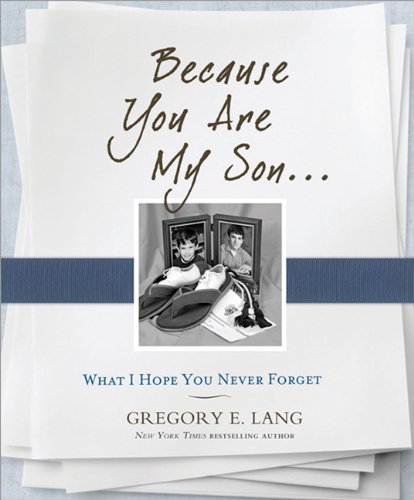 Because
You Are
My Son...
WHAT I HOPE YOU NEVER FORGET
GREGORY E. LANG
NEW YORK TIMES BESTSELLING AUTHOR